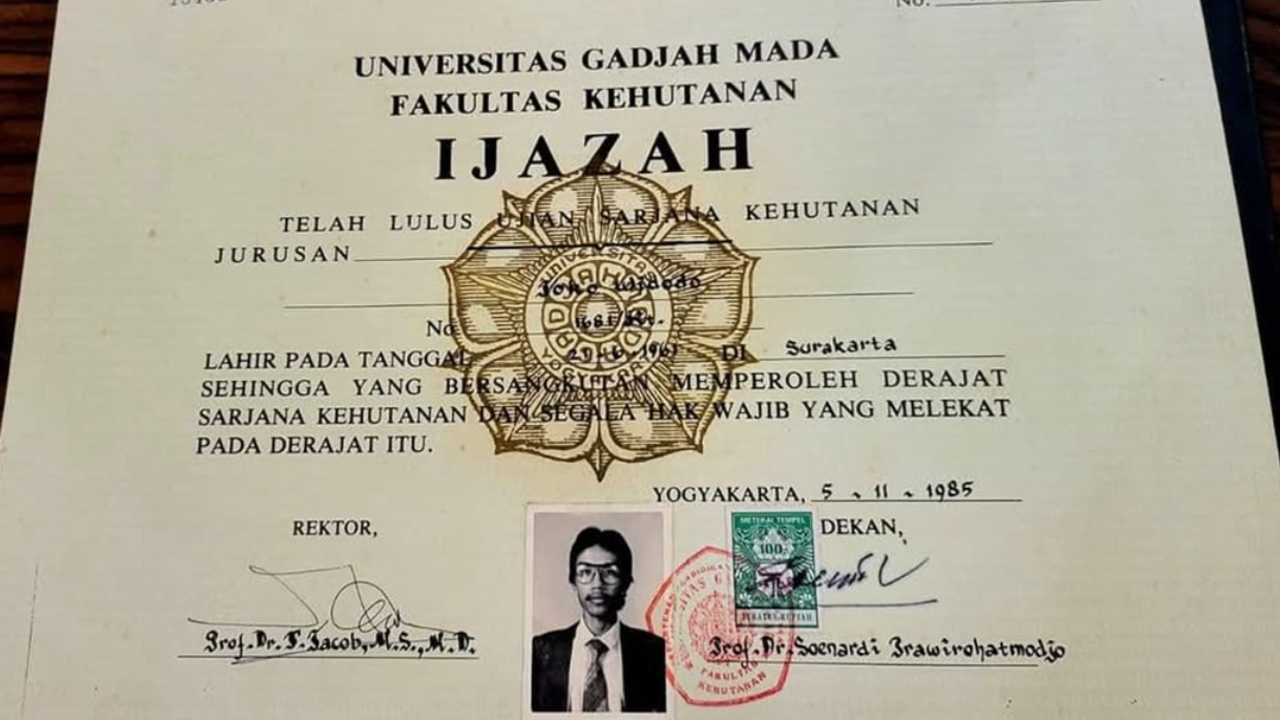 No.
UNIVERSITAS GADJAH MADA
FAKULTAS KEHUTANAN
IJAZAH
TELAH LULUS UJIAN SARJANA KEHUTANAN
JURUSAN
Joko Widodo
No. 1681/Kt.
LAHIR PADA TANGGAL 21-6-1961 DI Surakarta
SEHINGGA YANG BERSANGKUTAN MEMPEROLEH DERAJAT
SARJANA KEHUTANAN DAN SEGALA HAK WAJIB YANG MELEKAT
PADA DERAJAT ITU.
YOGYAKARTA, 5-11-1985
REKTOR,
DEKAN,
METERAI TEMPEL
100
Prof.Dr.T.Jacob,M.S.,M.D.
Prof.Dr.Soenardi Prawirohatmodjo
FAKULTAS
KEHUTANAN